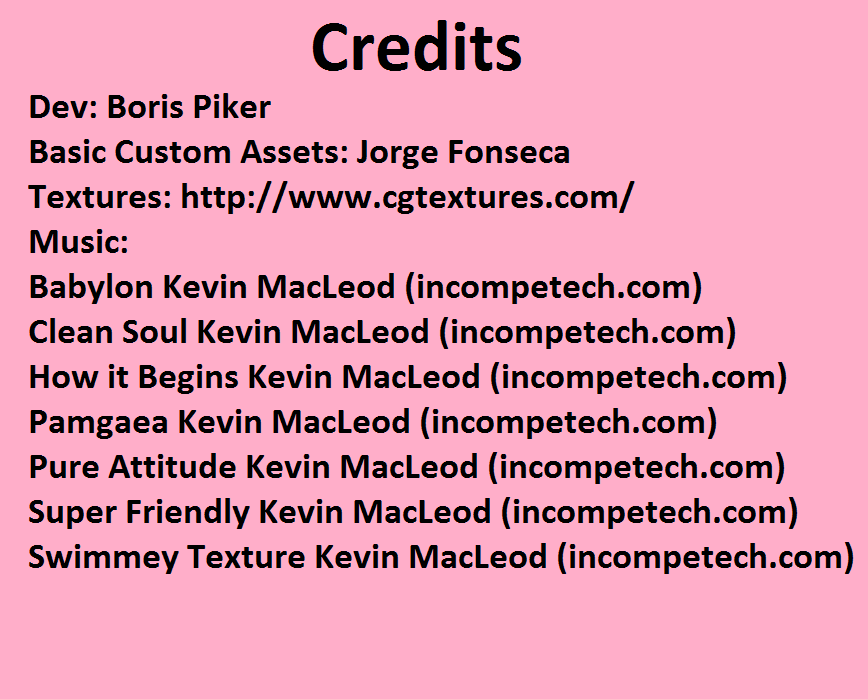 Credits
Dev: Boris Piker
Basic Custom Assets: Jorge Fonseca
Textures: http://www.cgtextures.com/
Music:
Babylon Kevin MacLeod (incompetech.com)
Clean Soul Kevin MacLeod (incompetech.com)
How it Begins Kevin MacLeod (incompetech.com)
Pamgaea Kevin MacLeod (incompetech.com)
Pure Attitude Kevin MacLeod (incompetech.com)
Super Friendly Kevin MacLeod (incompetech.com)
Swimmey Texture Kevin MacLeod (incompetech.com)